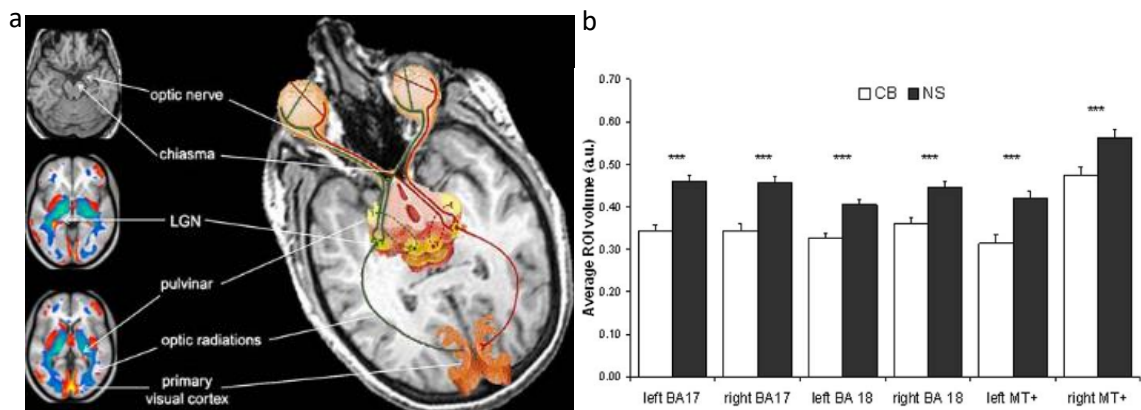 a
optic nerve
chiasma
LGN
pulvinar
optic radiations
primary
visual cortex
b
Average ROI volume (a.u.)
0.70
0.60
0.50
0.40
0.30
0.20
0.10
0.00
CB NS
*** *** *** *** *** ***
left BA17 right BA17 left BA 18 right BA 18 left MT+ right MT+